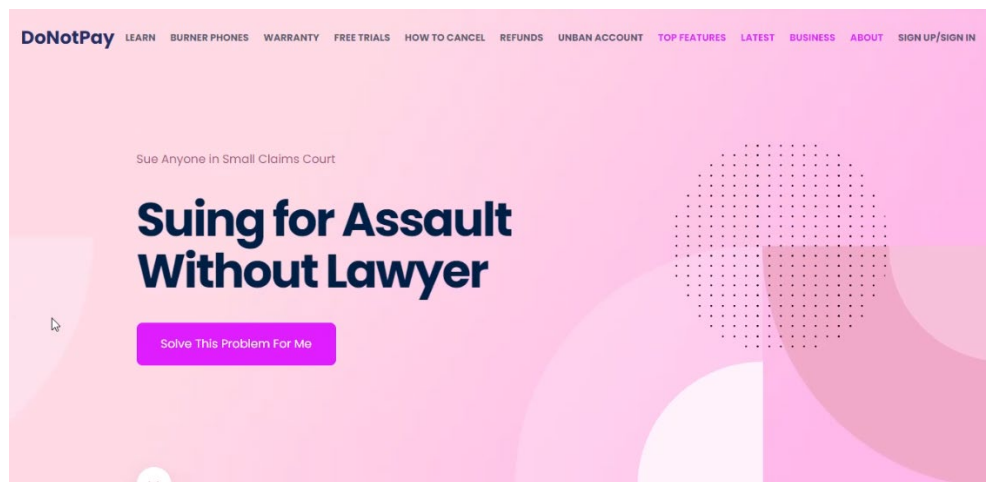 DoNotPay LEARN BURNER PHONES WARRANTY FREE TRIALS HOW TO CANCEL REFUNDS UNBAN ACCOUNT TOP FEATURES LATEST BUSINESS ABOUT SIGN UP/SIGN IN
Sue Anyone in Small Claims Court
Suing for Assault
Without Lawyer
Solve This Problem For Me